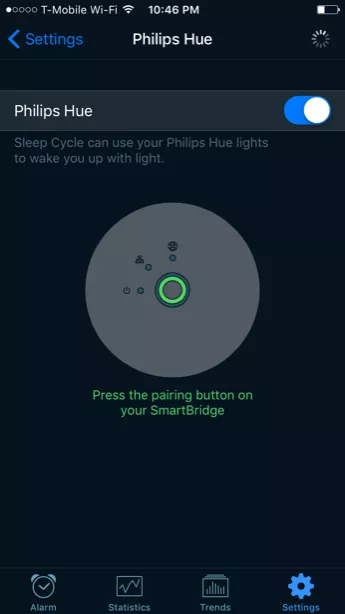 T-Mobile Wi-Fi 10:46 PM
Settings Philips Hue
Philips Hue
Sleep Cycle can use your Philips Hue lights
to wake you up with light.
Press the pairing button on
your SmartBridge
Alarm Statistics Trends Settings